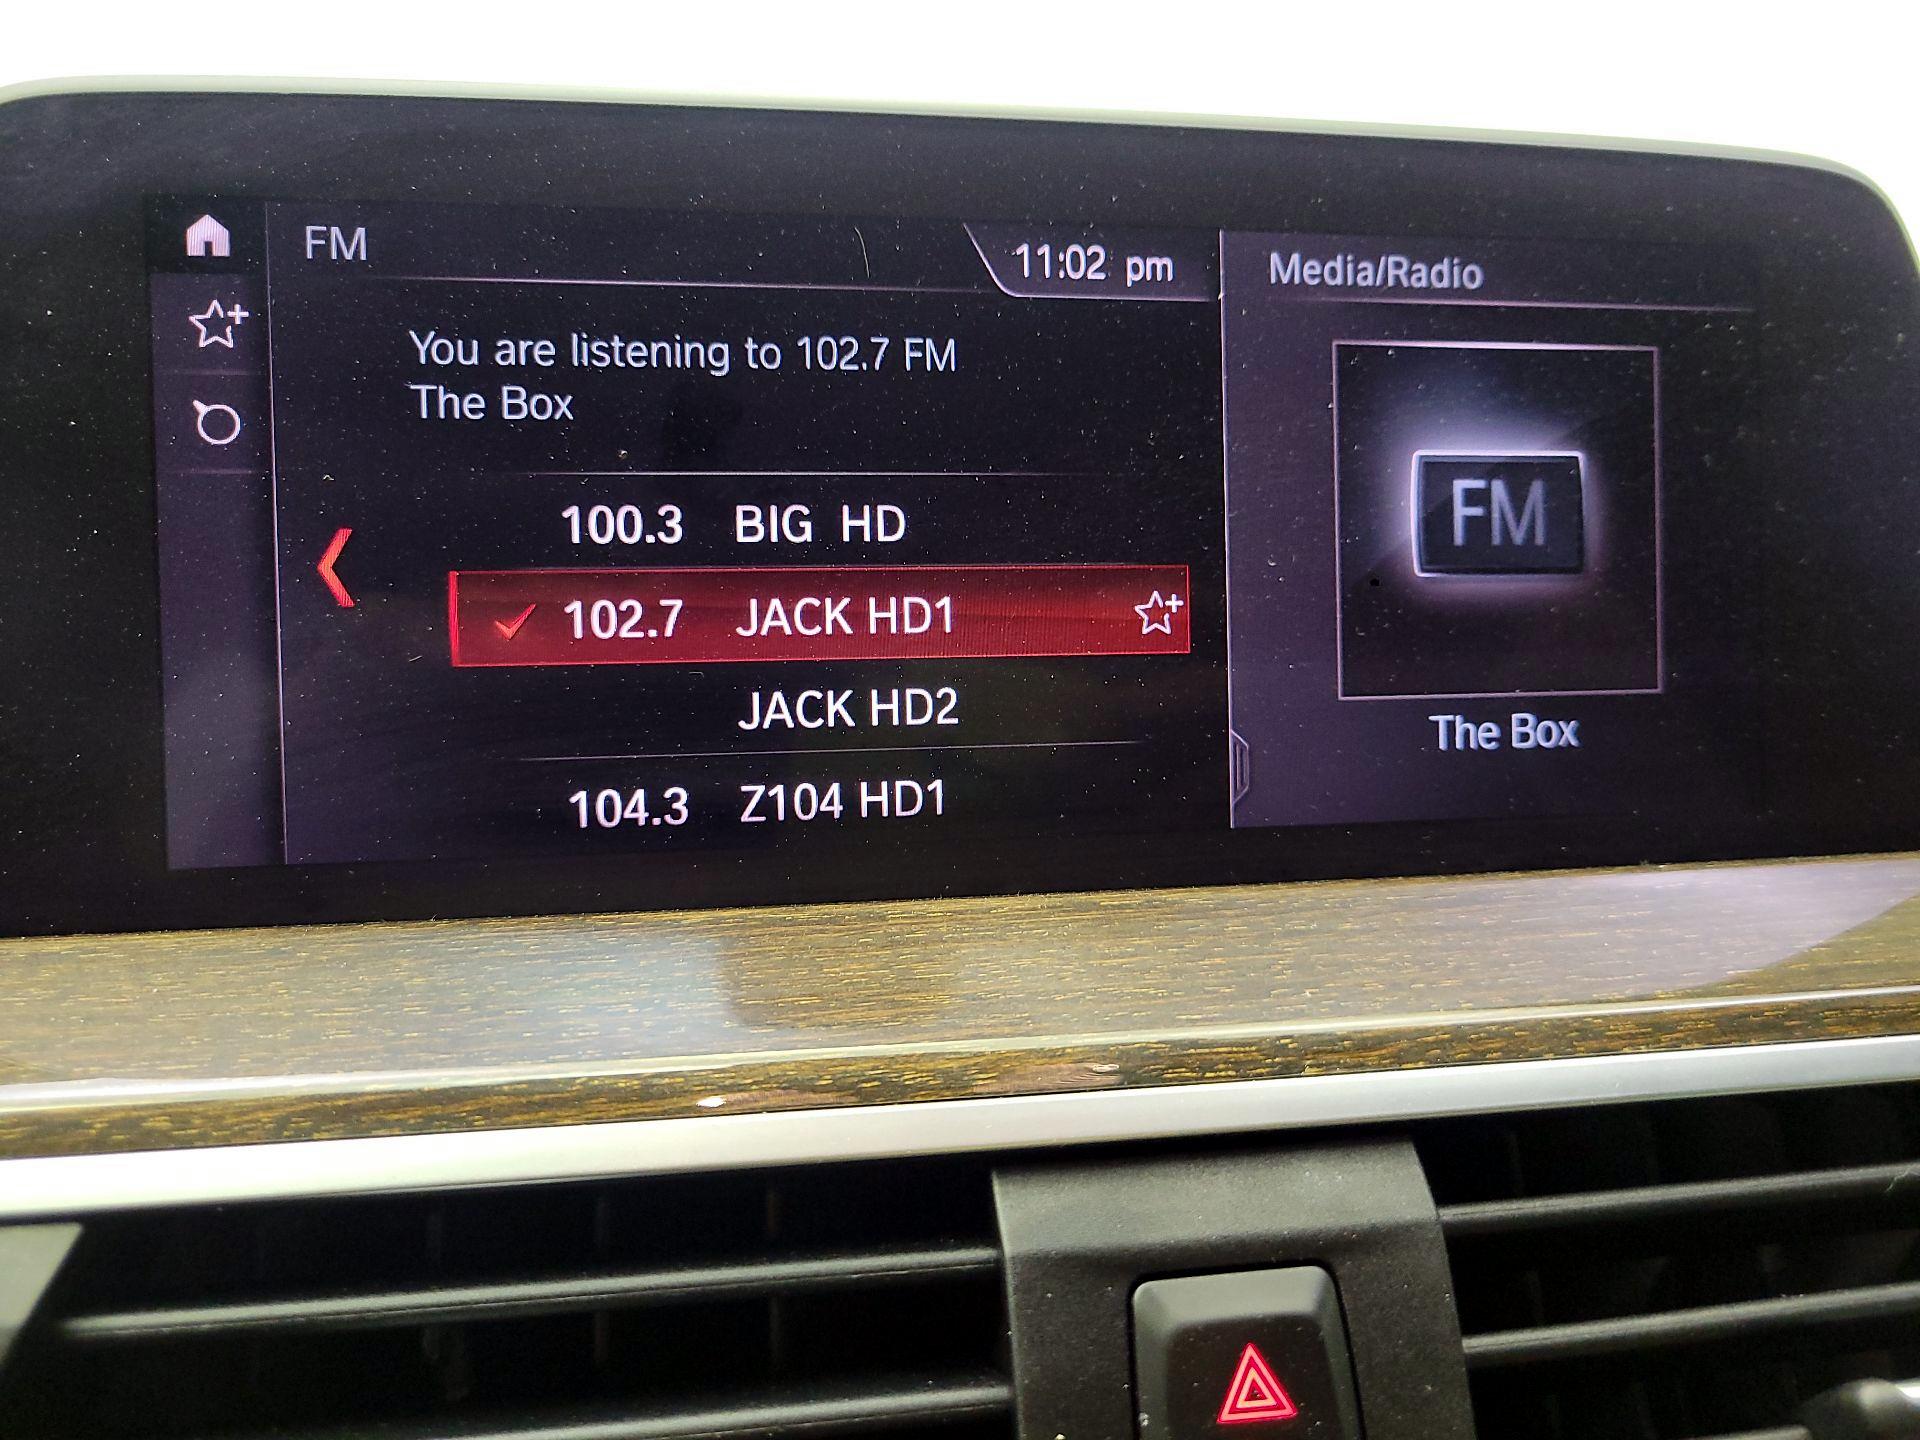 FM
11:02 pm
Media/Radio
You are listening to 102.7 FM
The Box
100.3 BIG HD
102.7 JACK HD1
JACK HD2
104.3 Z104 HD1
FM
The Box